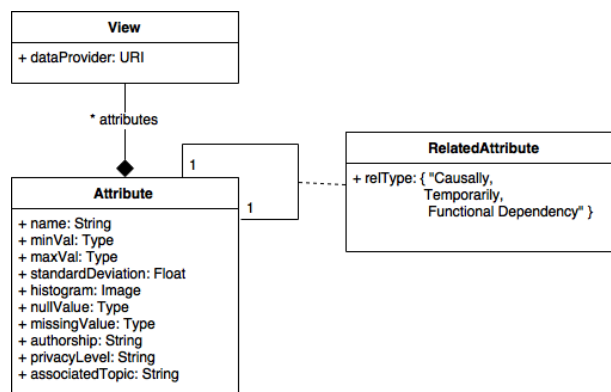 View
+ dataProvider: URI
* attributes
1
1
Attribute
+ name: String
+ minVal: Type
+ maxVal: Type
+ standardDeviation: Float
+ histogram: Image
+ nullValue: Type
+ missingValue: Type
+ authorship: String
+ privacyLevel: String
+ associatedTopic: String
RelatedAttribute
+ relType: { "Causally,
Temporarily,
Functional Dependency" }